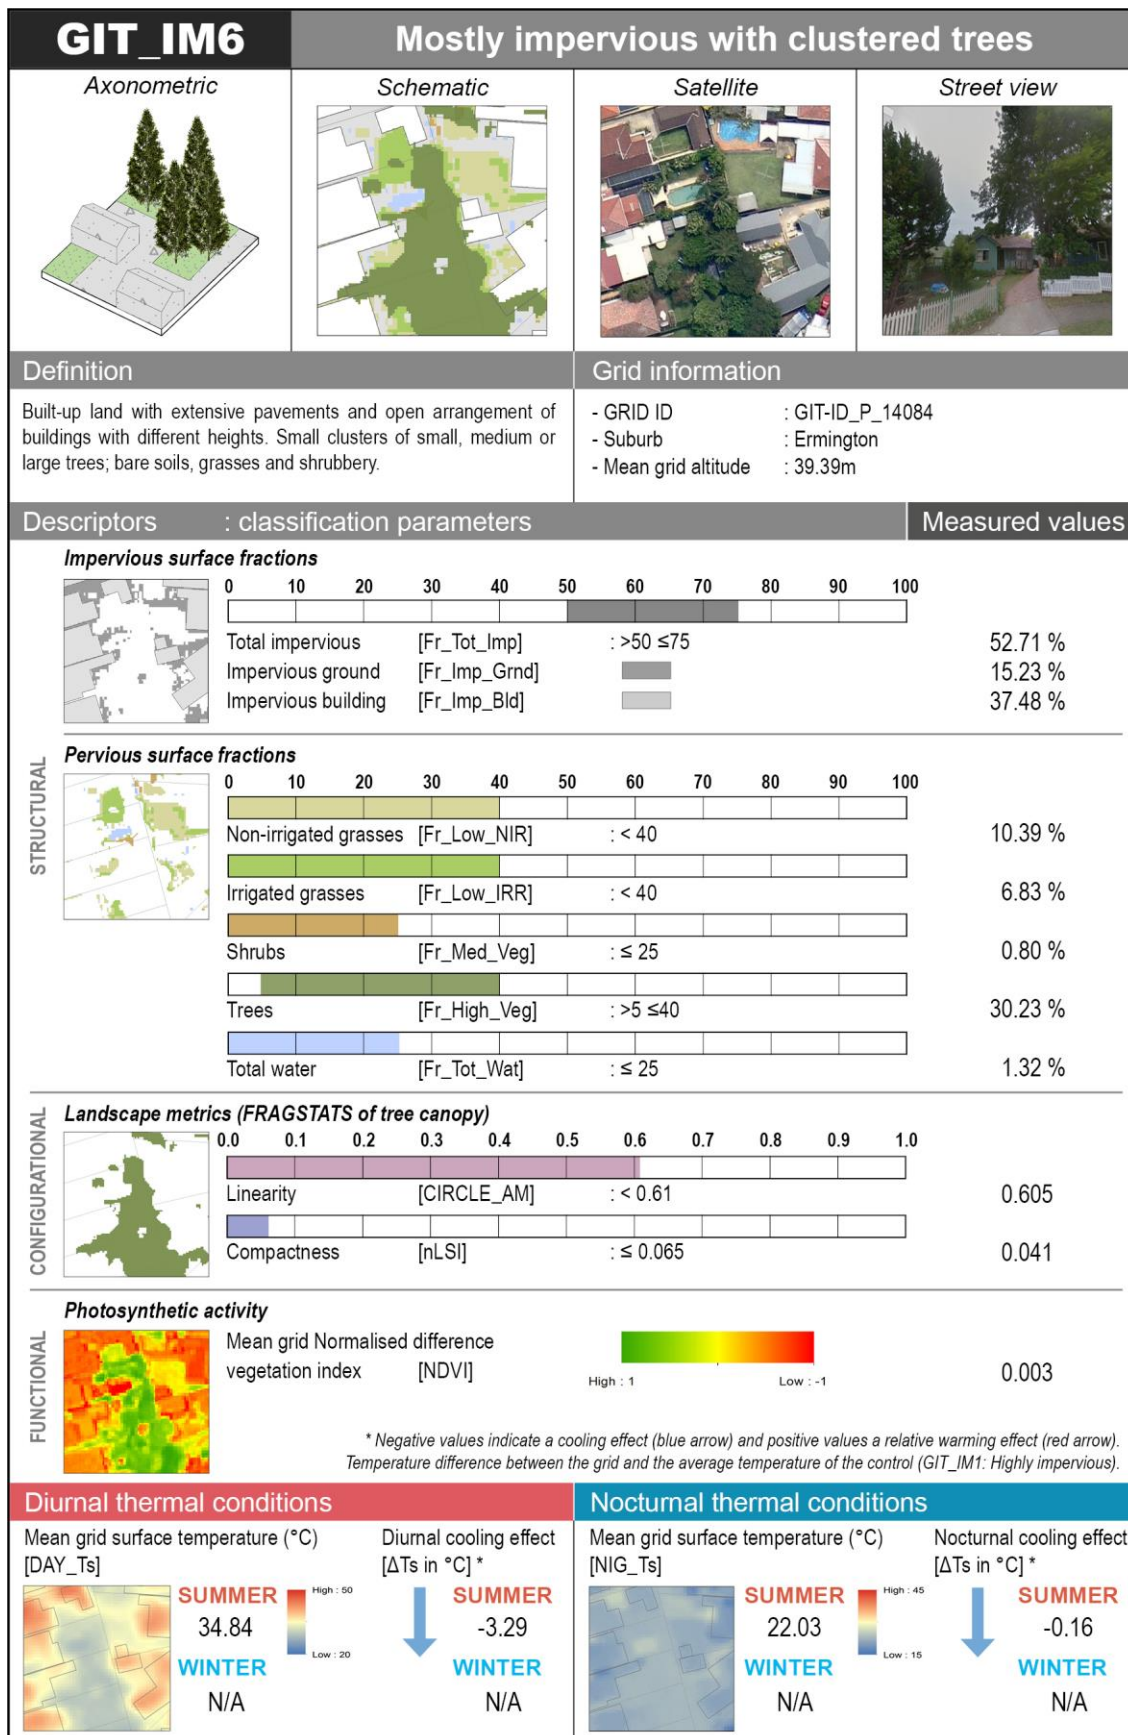 GIT_IM6
Mostly impervious with clustered trees
Axonometric
Schematic
Satellite
Street view
Definition
Built-up land with extensive pavements and open arrangement of
buildings with different heights. Small clusters of small, medium or
large trees; bare soils, grasses and shrubbery.
Grid information
- GRID ID : GIT-ID_P_14084
- Suburb : Ermington
- Mean grid altitude : 39.39m
Descriptors : classification parameters
Measured values
STRUCTURAL
Impervious surface fractions
0 10 20 30 40 50 60 70 80 90 100
Total impervious [Fr_Tot_Imp] : >50 ≤75 52.71 %
Impervious ground [Fr_Imp_Grnd] 15.23 %
Impervious building [Fr_Imp_Bld] 37.48 %
Pervious surface fractions
0 10 20 30 40 50 60 70 80 90 100
Non-irrigated grasses [Fr_Low_NIR] : < 40 10.39 %
Irrigated grasses [Fr_Low_IRR] : < 40 6.83 %
Shrubs [Fr_Med_Veg] : ≤ 25 0.80 %
Trees [Fr_High_Veg] : >5 ≤40 30.23 %
Total water [Fr_Tot_Wat] : ≤ 25 1.32 %
CONFIGURATIONAL
Landscape metrics (FRAGSTATS of tree canopy)
0.0 0.1 0.2 0.3 0.4 0.5 0.6 0.7 0.8 0.9 1.0
Linearity [CIRCLE_AM] : < 0.61 0.605
Compactness [nLSI] : ≤ 0.065 0.041
FUNCTIONAL
Photosynthetic activity
Mean grid Normalised difference
vegetation index [NDVI] 0.003
High : 1 Low : -1
* Negative values indicate a cooling effect (blue arrow) and positive values a relative warming effect (red arrow).
Temperature difference between the grid and the average temperature of the control (GIT_IM1: Highly impervious).
Diurnal thermal conditions
Mean grid surface temperature (°C)
[DAY_Ts]
SUMMER
34.84
WINTER
N/A
High : 50
Low : 20
Diurnal cooling effect
[ΔTs in °C] *
SUMMER
-3.29
WINTER
N/A
Nocturnal thermal conditions
Mean grid surface temperature (°C)
[NIG_Ts]
SUMMER
22.03
WINTER
N/A
High : 45
Low : 15
Nocturnal cooling effect
[ΔTs in °C] *
SUMMER
-0.16
WINTER
N/A